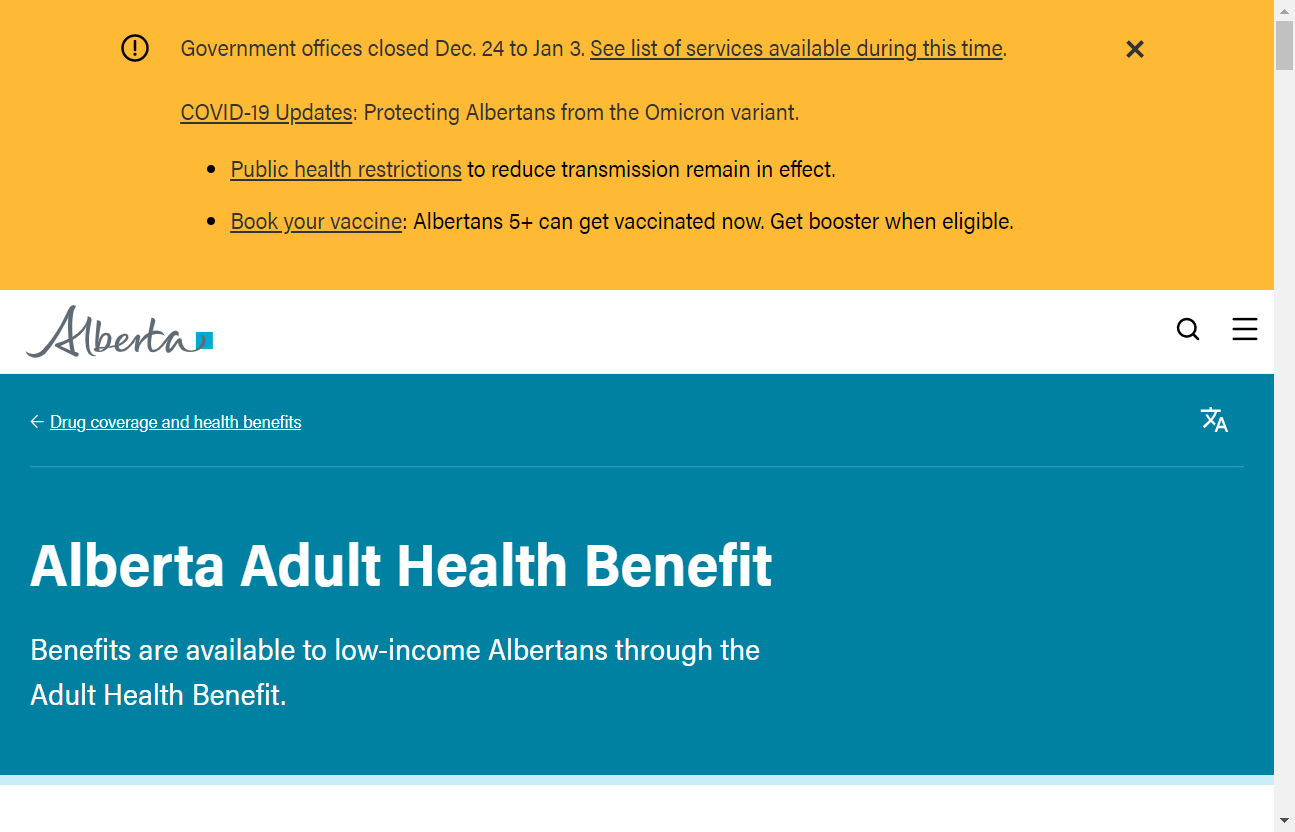 Government offices closed Dec. 24 to Jan 3. See list of services available during this time.
COVID-19 Updates: Protecting Albertans from the Omicron variant.
Public health restrictions to reduce transmission remain in effect.
Book your vaccine: Albertans 5+ can get vaccinated now. Get booster when eligible.
Alberta
Drug coverage and health benefits
Alberta Adult Health Benefit
Benefits are available to low-income Albertans through the
Adult Health Benefit.